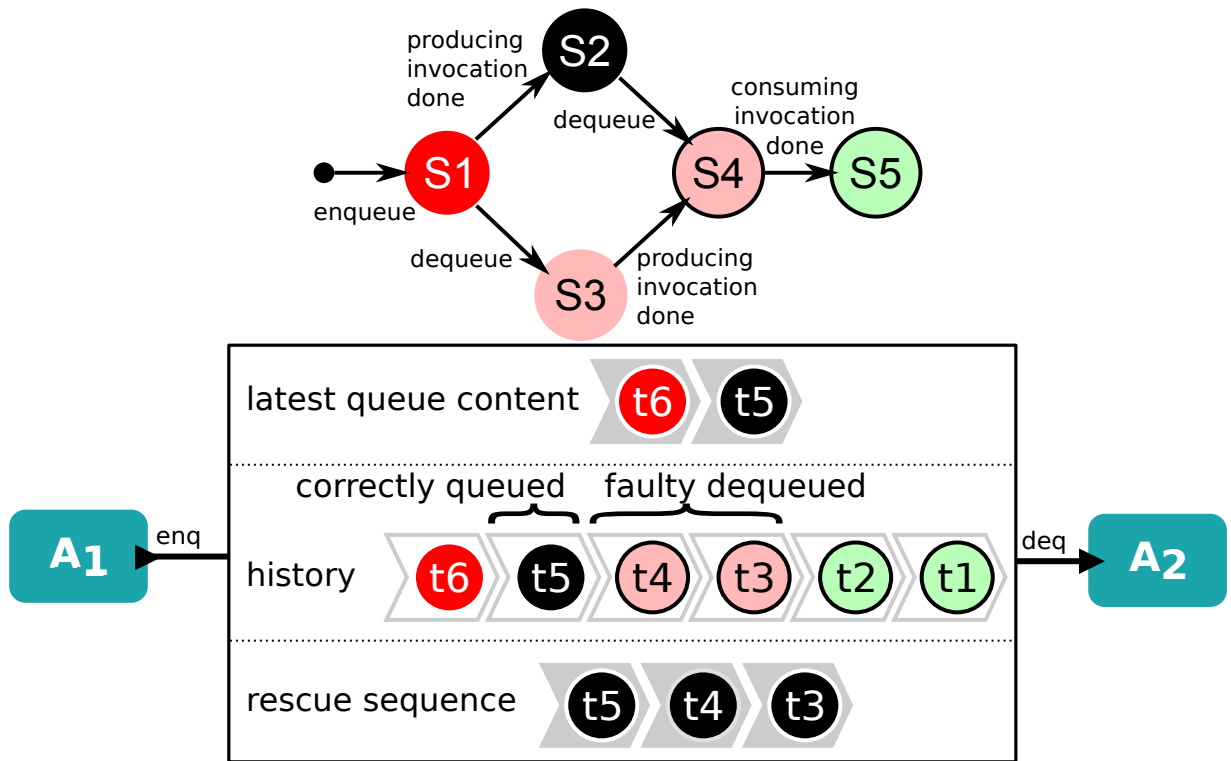 producing
invocation
done
S2
consuming
invocation
done
dequeue
S1
S4
S5
enqueue
dequeue
S3
producing
invocation
done
latest queue content t6 t5
correctly queued faulty dequeued
A1 enq
deq A2
history t6 t5 t4 t3 t2 t1
rescue sequence t5 t4 t3